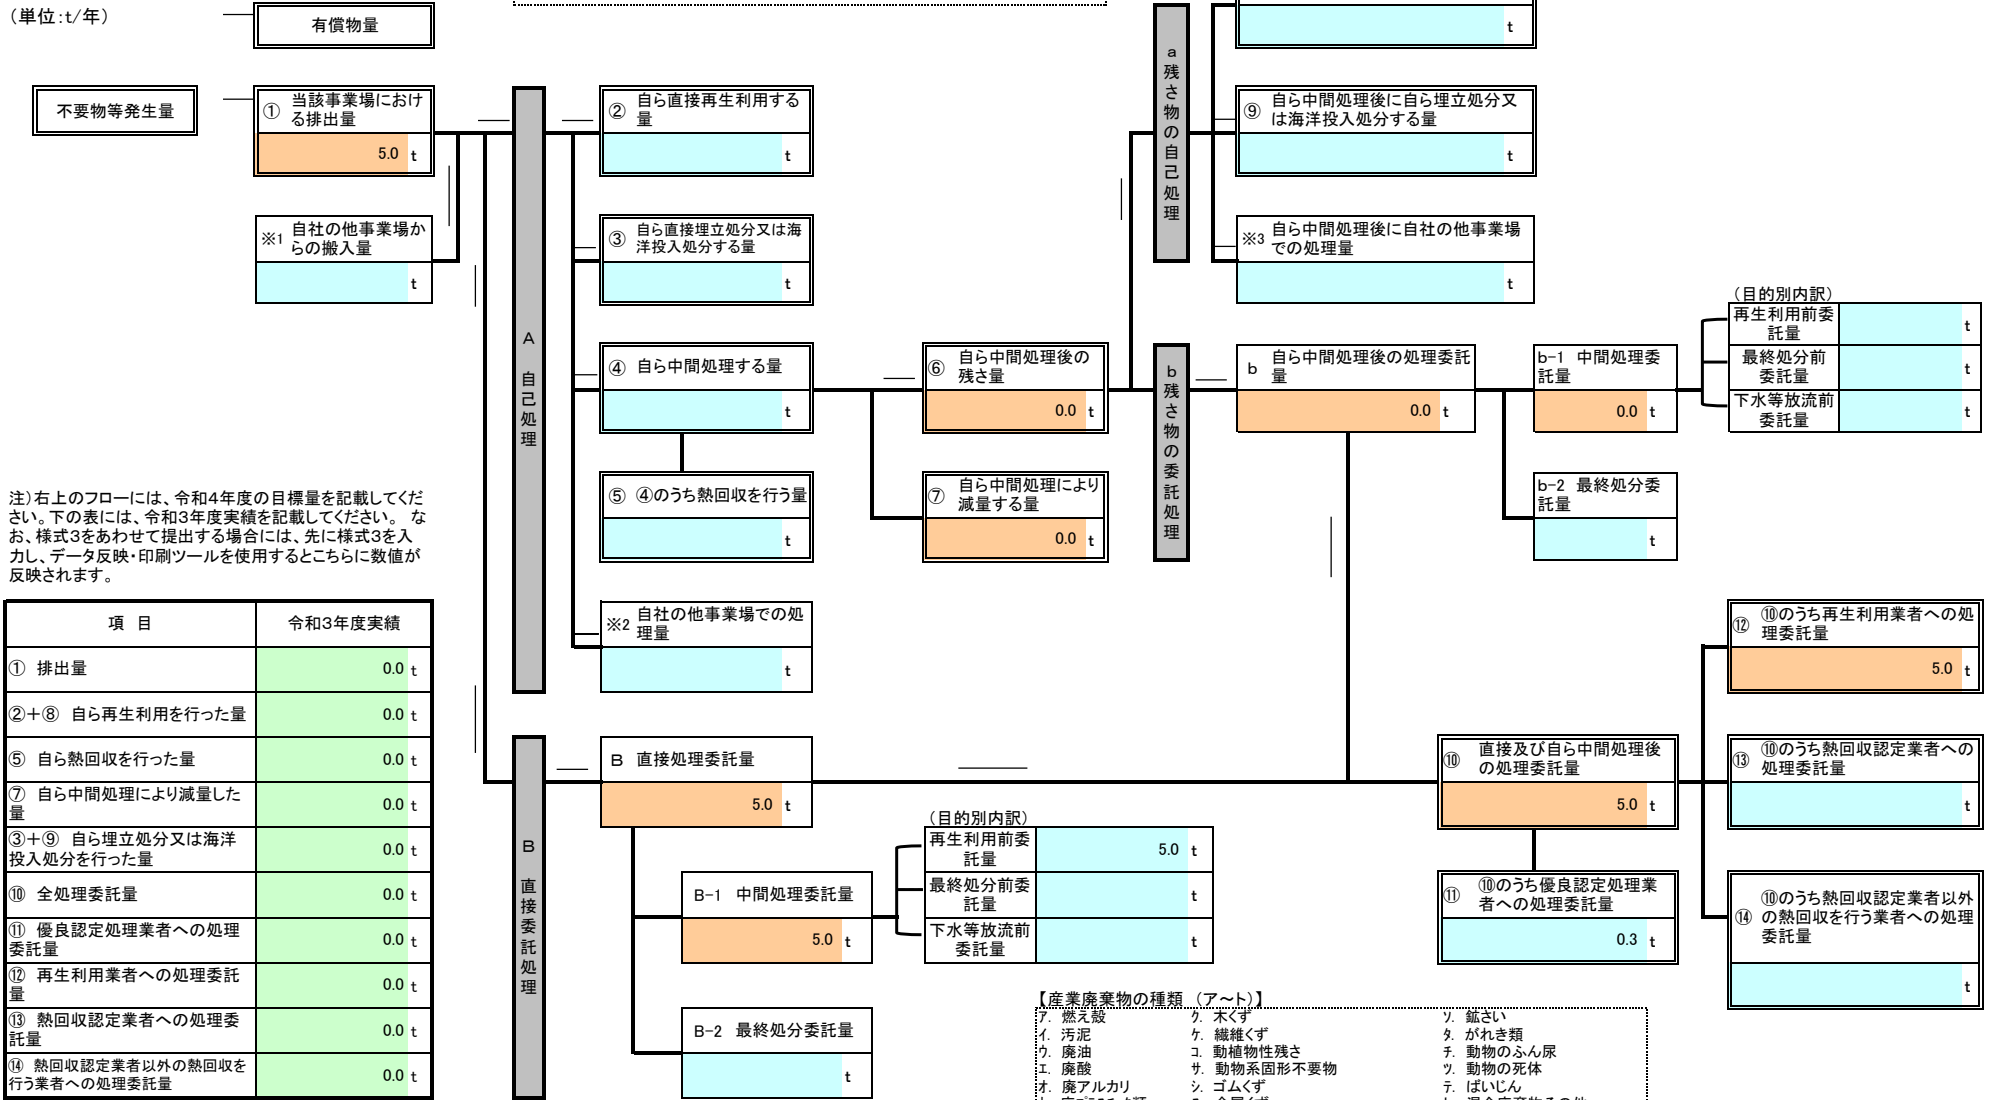 （単位:t/年）
有償物量
t
不要物等発生量
① 当該事業場におけ
る排出量
5.0 t
※1 自社の他事業場か
らの搬入量
t
A 自己処理
② 自ら直接再生利用する
量
t
③ 自ら直接埋立処分又は海
洋投入処分する量
t
④ 自ら中間処理する量
t
⑤ ④のうち熱回収を行う量
t
※2 自社の他事業場での処
理量
t
⑥ 自ら中間処理後の
残さ量
0.0 t
⑦ 自ら中間処理により
減量する量
0.0 t
a 残さ物の自己処理
⑨ 自ら中間処理後に自ら埋立処分又
は海洋投入処分する量
t
※3 自ら中間処理後に自社の他事業場
での処理量
t
b 残さ物の委託処理
b 自ら中間処理後の処理委託
量
0.0 t
b-1 中間処理委
託量
0.0 t
b-2 最終処分委
託量
t
（目的別内訳）
再生利用前委
託量
t
最終処分前
委託量
t
下水等放流前
委託量
t
注）右上のフローには、令和4年度の目標量を記載してくだ
さい。下の表には、令和3年度実績を記載してください。 な
お、様式3をあわせて提出する場合には、先に様式3を入
力し、データ反映・印刷ツールを使用するとこちらに数値が
反映されます。
項 目 令和3年度実績
① 排出量 0.0 t
②＋⑧ 自ら再生利用を行った量 0.0 t
⑤ 自ら熱回収を行った量 0.0 t
⑦ 自ら中間処理により減量した
量 0.0 t
③＋⑨ 自ら埋立処分又は海洋
投入処分を行った量 0.0 t
⑩ 全処理委託量 0.0 t
⑪ 優良認定処理業者への処理
委託量 0.0 t
⑫ 再生利用業者への処理委託
量 0.0 t
⑬ 熱回収認定業者への処理委
託量 0.0 t
⑭ 熱回収認定業者以外の熱回収を
行う業者への処理委託量 0.0 t
B 直接委託処理
B 直接処理委託量
5.0 t
B-1 中間処理委託量
5.0 t
B-2 最終処分委託量
t
（目的別内訳）
再生利用前委
託量
5.0 t
最終処分前委
託量
t
下水等放流前
委託量
t
⑩ 直接及び自ら中間処理後
の処理委託量
5.0 t
⑪ ⑩のうち優良認定処理業
者への処理委託量
0.3 t
⑫ ⑩のうち再生利用業者への処
理委託量
5.0 t
⑬ ⑩のうち熱回収認定業者への
処理委託量
t
⑭ ⑩のうち熱回収認定業者以外
の熱回収を行う業者への処理
委託量
t
【産業廃棄物の種類 （ア～ト）】
ア. 燃え殻 ク. 木くず ソ. 鉱さい
イ. 汚泥 ケ. 繊維くず タ. がれき類
ウ. 廃油 コ. 動植物性残さ チ. 動物のふん尿
エ. 廃酸 サ. 動物系固形不要物 ツ. 動物の死体
オ. 廃アルカリ シ. ゴムくず テ. ばいじん